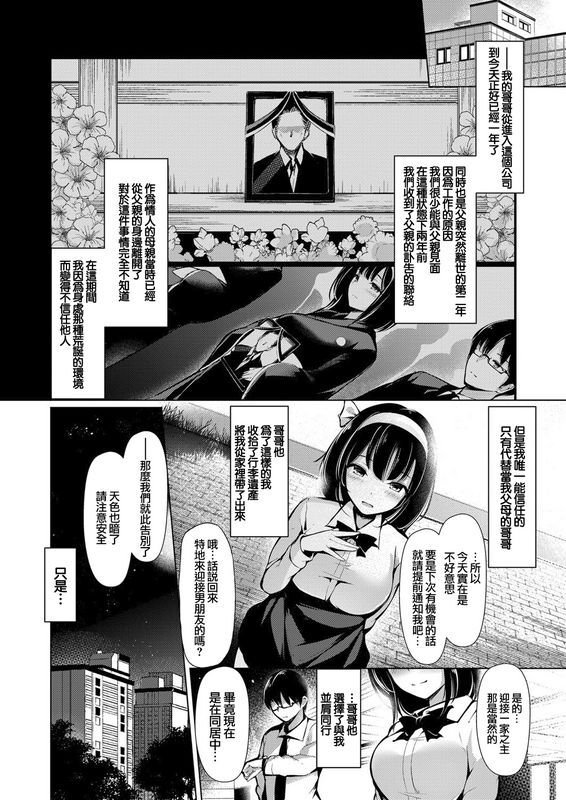 ——我的哥哥從進入這個公司
到今天正好已經一年了
同時也是父親突然離世的第二年
因為工作的原因
我們很少能與父親見面
在這種狀態下兩年前
我們收到了父親的訃告的聯絡
作為情人的母親當時已經
從父親的身邊離開了
對於這件事情完全不知道
在這期間
我因為身處那種荒誕的環境
而變得不信任他人
但是我唯一能信任的
只有代替當我父母的哥哥
…所以
今天實在是
不好意思
要是下次有機會的話
就請提前通知我吧…
哥哥他
為了這樣的我
收拾了行李遺產
將我從家裡帶了出來
哦…話說回來
特地來迎接男朋友的嗎?
——那麼我們就此告別了
天色也暗了
請注意安全
只是…
是的…
迎接一家之主
那是當然的
…哥哥他
選擇了與我
並肩同行
畢竟現在
是在同居中…